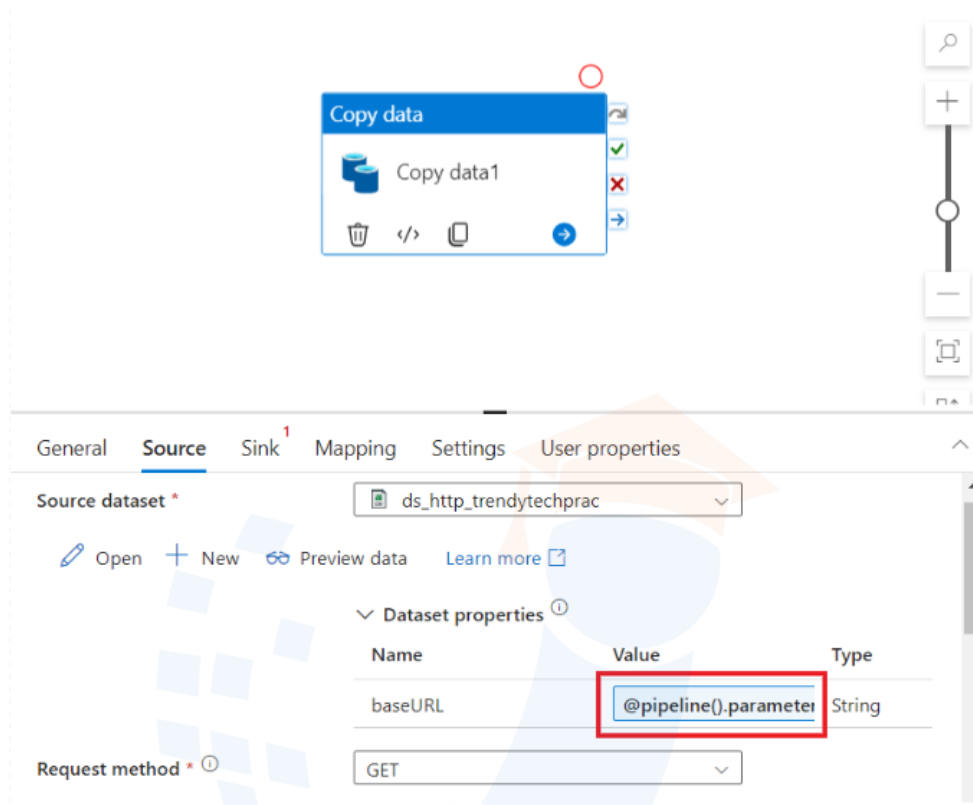 Copy data
Copy data1
General Source Sink 1 Mapping Settings User properties
Source dataset * ds_http_trendytechprac
Open New Preview data Learn more
Dataset properties
Name Value Type
baseURL @pipeline().parameter String
Request method * GET